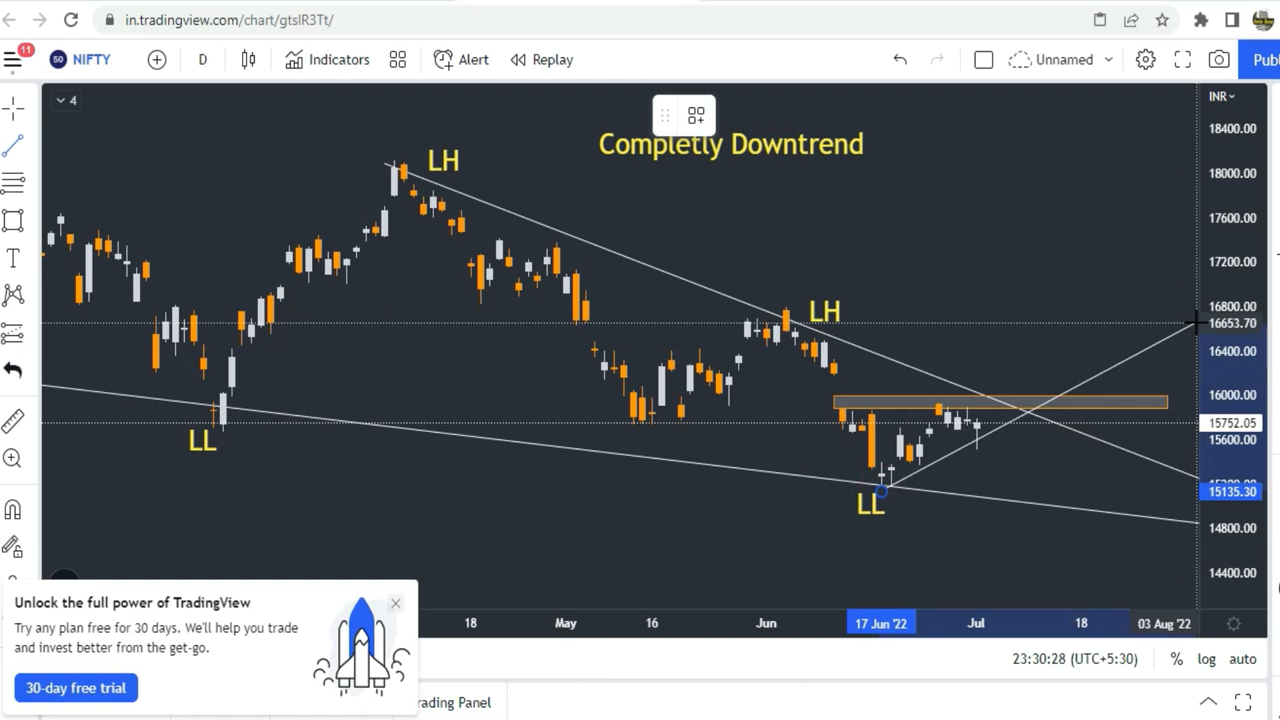 in.tradingview.com/chart/gtsIR3Tt/
11
50 NIFTY D Indicators Alert Replay Unnamed Publ
4
INR
Completly Downtrend
LH
LH
LL
LL
18400.00
18000.00
17600.00
17200.00
16800.00
16653.70
16400.00
16000.00
15752.05
15600.00
15135.30
14800.00
14400.00
18 May 16 Jun 17 Jun '22 Jul 18 03 Aug '22
23:30:28 (UTC+5:30) % log auto
Unlock the full power of TradingView
Try any plan free for 30 days. We'll help you trade
and invest better from the get-go.
30-day free trial
rading Panel